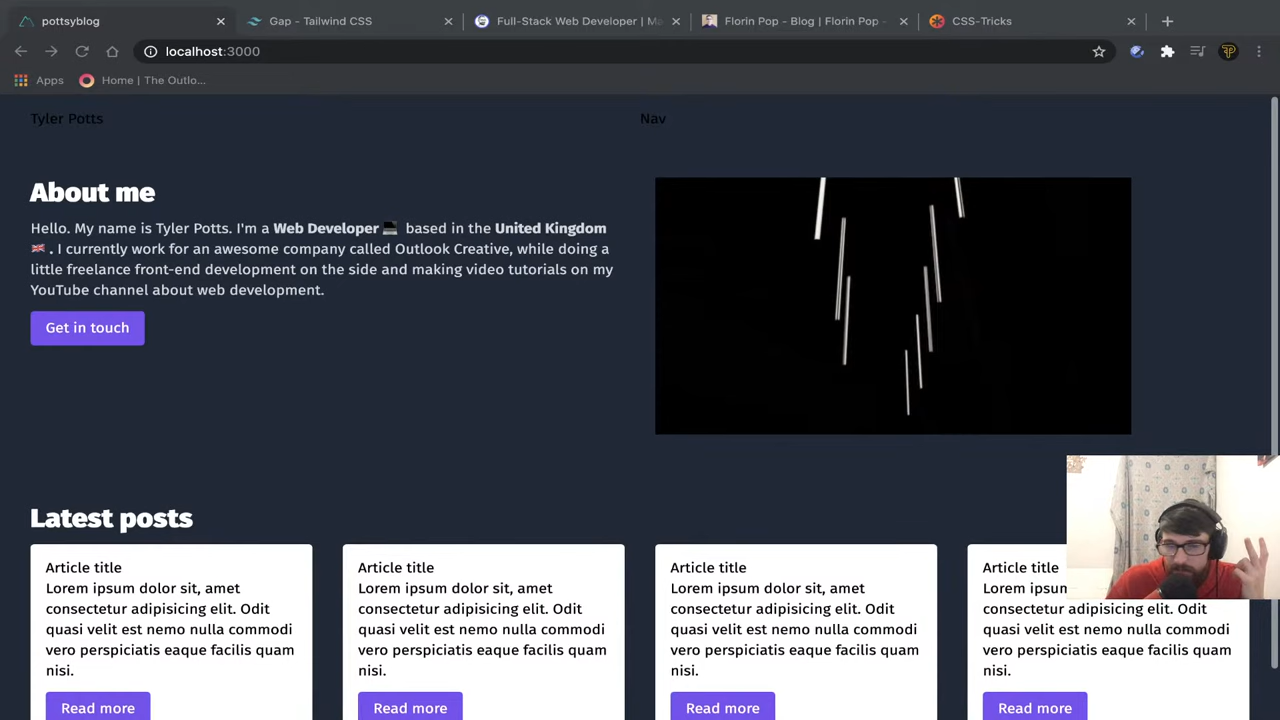 pottsyblog
Gap - Tailwind CSS
Full-Stack Web Developer | Ma
Florin Pop - Blog | Florin Pop -
CSS-Tricks
localhost:3000
Apps
Home | The Outlo...
Tyler Potts
Nav
About me
Hello. My name is Tyler Potts. I'm a Web Developer 💻 based in the United Kingdom
🇬🇧 . I currently work for an awesome company called Outlook Creative, while doing a
little freelance front-end development on the side and making video tutorials on my
YouTube channel about web development.
Get in touch
Latest posts
Article title
Lorem ipsum dolor sit, amet
consectetur adipisicing elit. Odit
quasi velit est nemo nulla commodi
vero perspiciatis eaque facilis quam
nisi.
Read more
Article title
Lorem ipsum dolor sit, amet
consectetur adipisicing elit. Odit
quasi velit est nemo nulla commodi
vero perspiciatis eaque facilis quam
nisi.
Read more
Article title
Lorem ipsum dolor sit, amet
consectetur adipisicing elit. Odit
quasi velit est nemo nulla commodi
vero perspiciatis eaque facilis quam
nisi.
Read more
Article title
Lorem ipsum dolor sit, amet
consectetur adipisicing elit. Odit
quasi velit est nemo nulla commodi
vero perspiciatis eaque facilis quam
nisi.
Read more